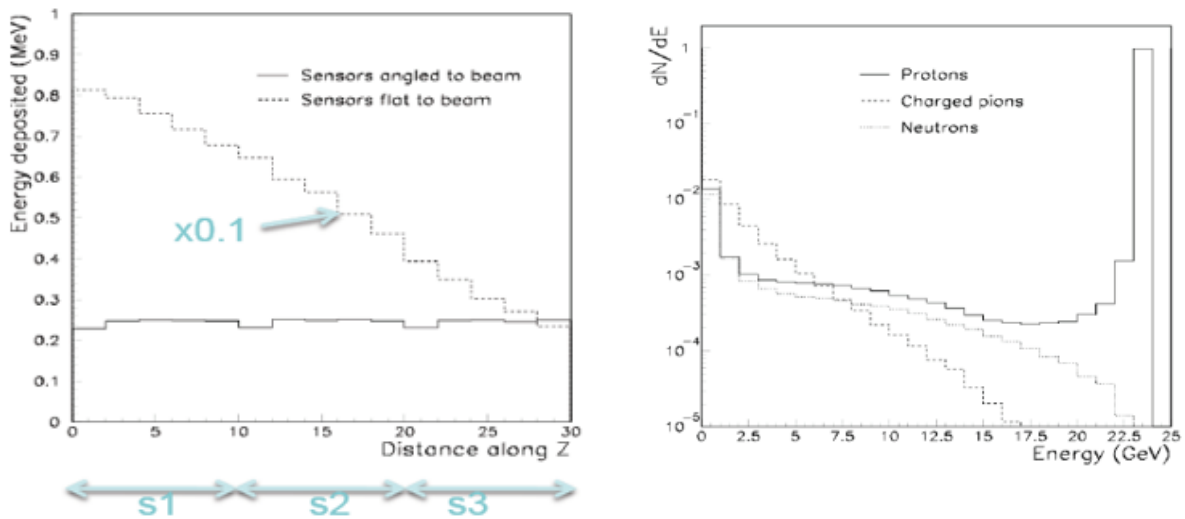 Energy deposited (MeV)
1
0.9
0.8
0.7
0.6
0.5
0.4
0.3
0.2
0.1
0
Sensors angled to beam
Sensors flat to beam
x0.1
0 5 10 15 20 25 30
Distance along Z
s1 s2 s3
dN/dE
1
10-1
10-2
10-3
10-4
10-5
Protons
Charged pions
Neutrons
0 2.5 5 7.5 10 12.5 15 17.5 20 22.5 25
Energy (GeV)